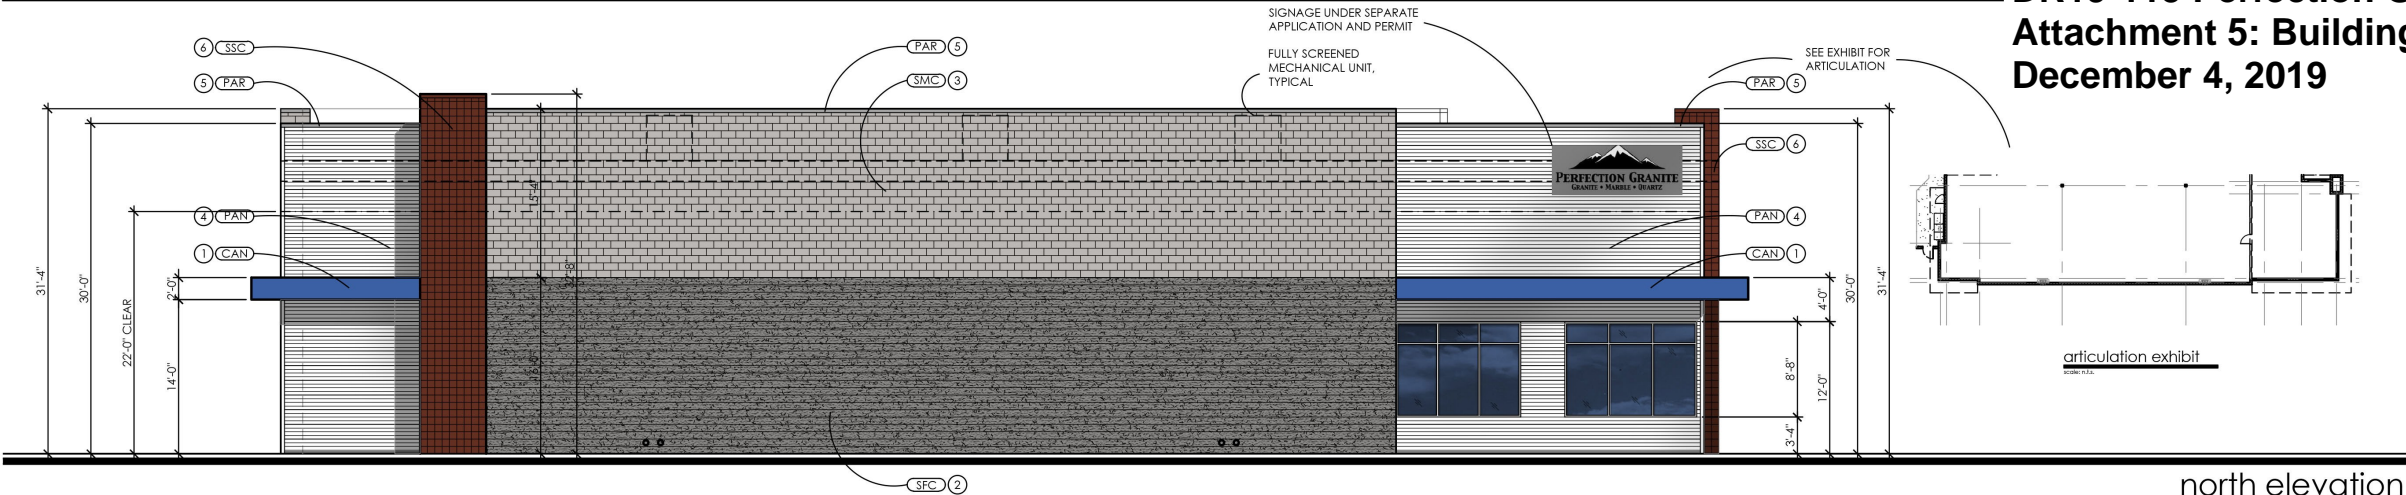 SIGNAGE UNDER SEPARATE
APPLICATION AND PERMIT
FULLY SCREENED
MECHANICAL UNIT,
TYPICAL
SEE EXHIBIT FOR
ARTICULATION
Attachment 5: Building
December 4, 2019
6 SSC
5 PAR
4 PAN
1 CAN
PAR 5
SMC 3
PAR 5
SSC 6
PAN 4
CAN 1
SFC 2
PERFECTION GRANITE
GRANITE • MARBLE • QUARTZ
31'-4"
30'-0"
22'-0" CLEAR
2'-0"
14'-0"
15'-4"
32'-8"
4'-0"
8'-8"
3'-4"
12'-0"
30'-0"
31'-4"
articulation exhibit
scale: n.t.s.
north elevation